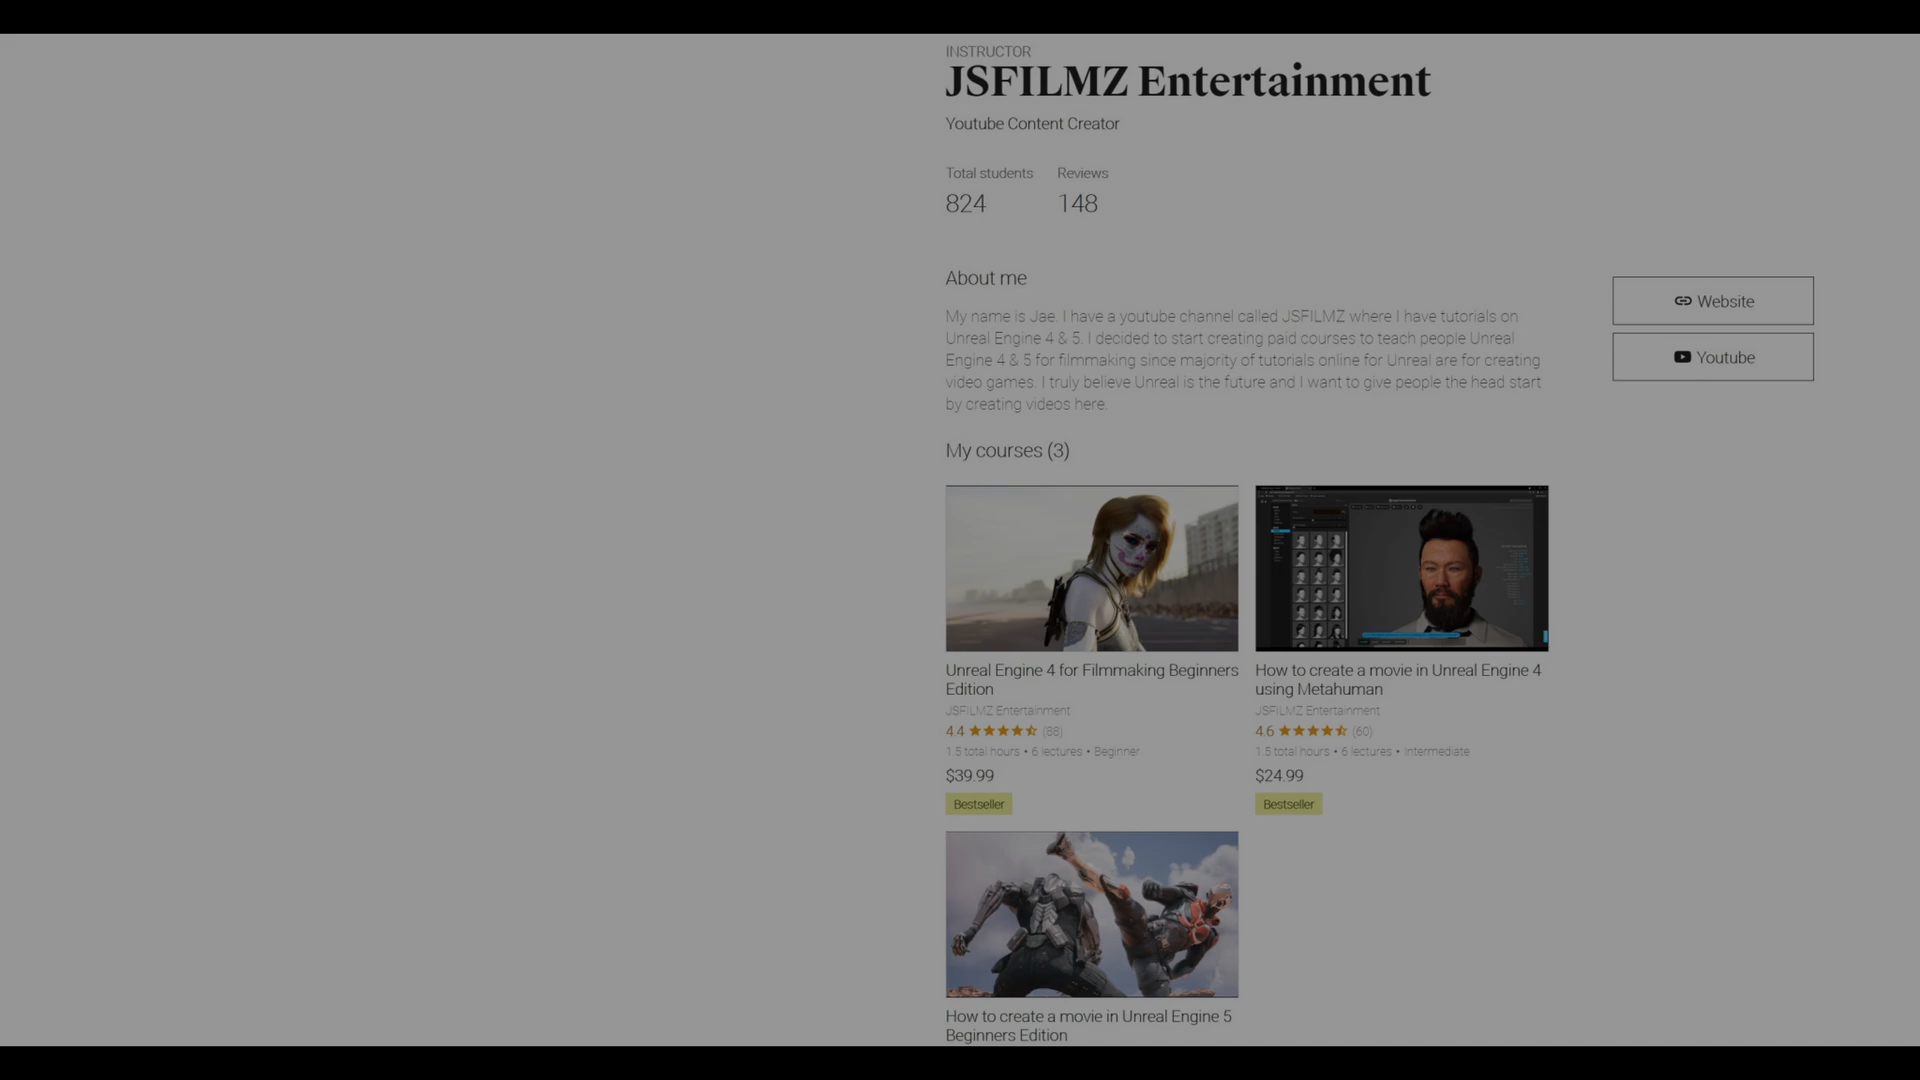 INSTRUCTOR
JSFILMZ Entertainment
Youtube Content Creator
Total students Reviews
824 148
About me
My name is Jae. I have a youtube channel called JSFILMZ where I have tutorials on
Unreal Engine 4 & 5. I decided to start creating paid courses to teach people Unreal
Engine 4 & 5 for filmmaking since majority of tutorials online for Unreal are for creating
video games. I truly believe Unreal is the future and I want to give people the head start
by creating videos here.
Website
Youtube
My courses (3)
Unreal Engine 4 for Filmmaking Beginners
Edition
JSFILMZ Entertainment
4.4 (88)
1.5 total hours • 6 lectures • Beginner
$39.99
Bestseller
How to create a movie in Unreal Engine 4
using Metahuman
JSFILMZ Entertainment
4.6 (60)
1.5 total hours • 6 lectures • Intermediate
$24.99
Bestseller
How to create a movie in Unreal Engine 5
Beginners Edition